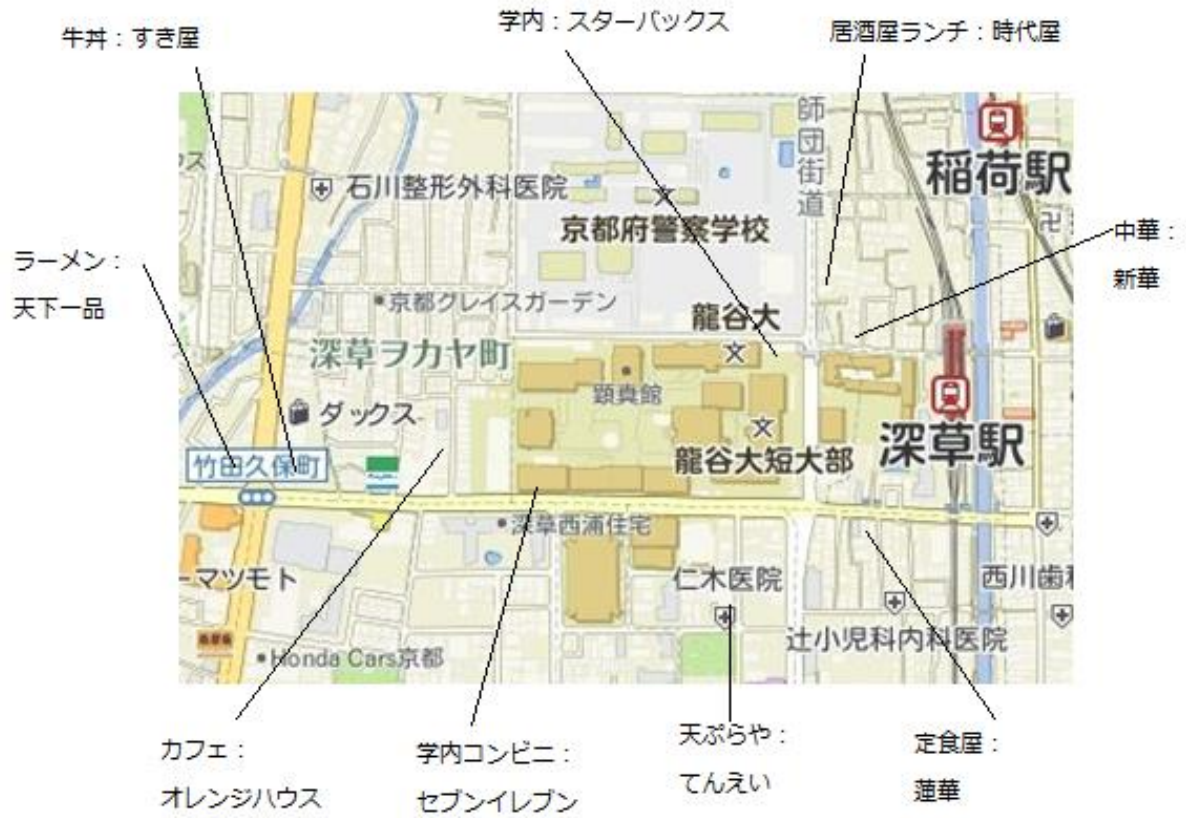 牛丼：すき屋
学内：スターバックス
居酒屋ランチ：時代屋
師団街道
稲荷駅
石川整形外科医院
京都府警察学校
中華：
新華
ラーメン：
天下一品
京都グレイスガーデン
龍谷大
深草ヲカヤ町
顕真館
ダックス
深草駅
竹田久保町
龍谷大短大部
深草西浦住宅
ーマツモト
仁木医院
西川歯科
辻小児科内科医院
Honda Cars京都
カフェ：
オレンジハウス
学内コンビニ：
セブンイレブン
天ぷらや：
てんえい
定食屋：
蓮華